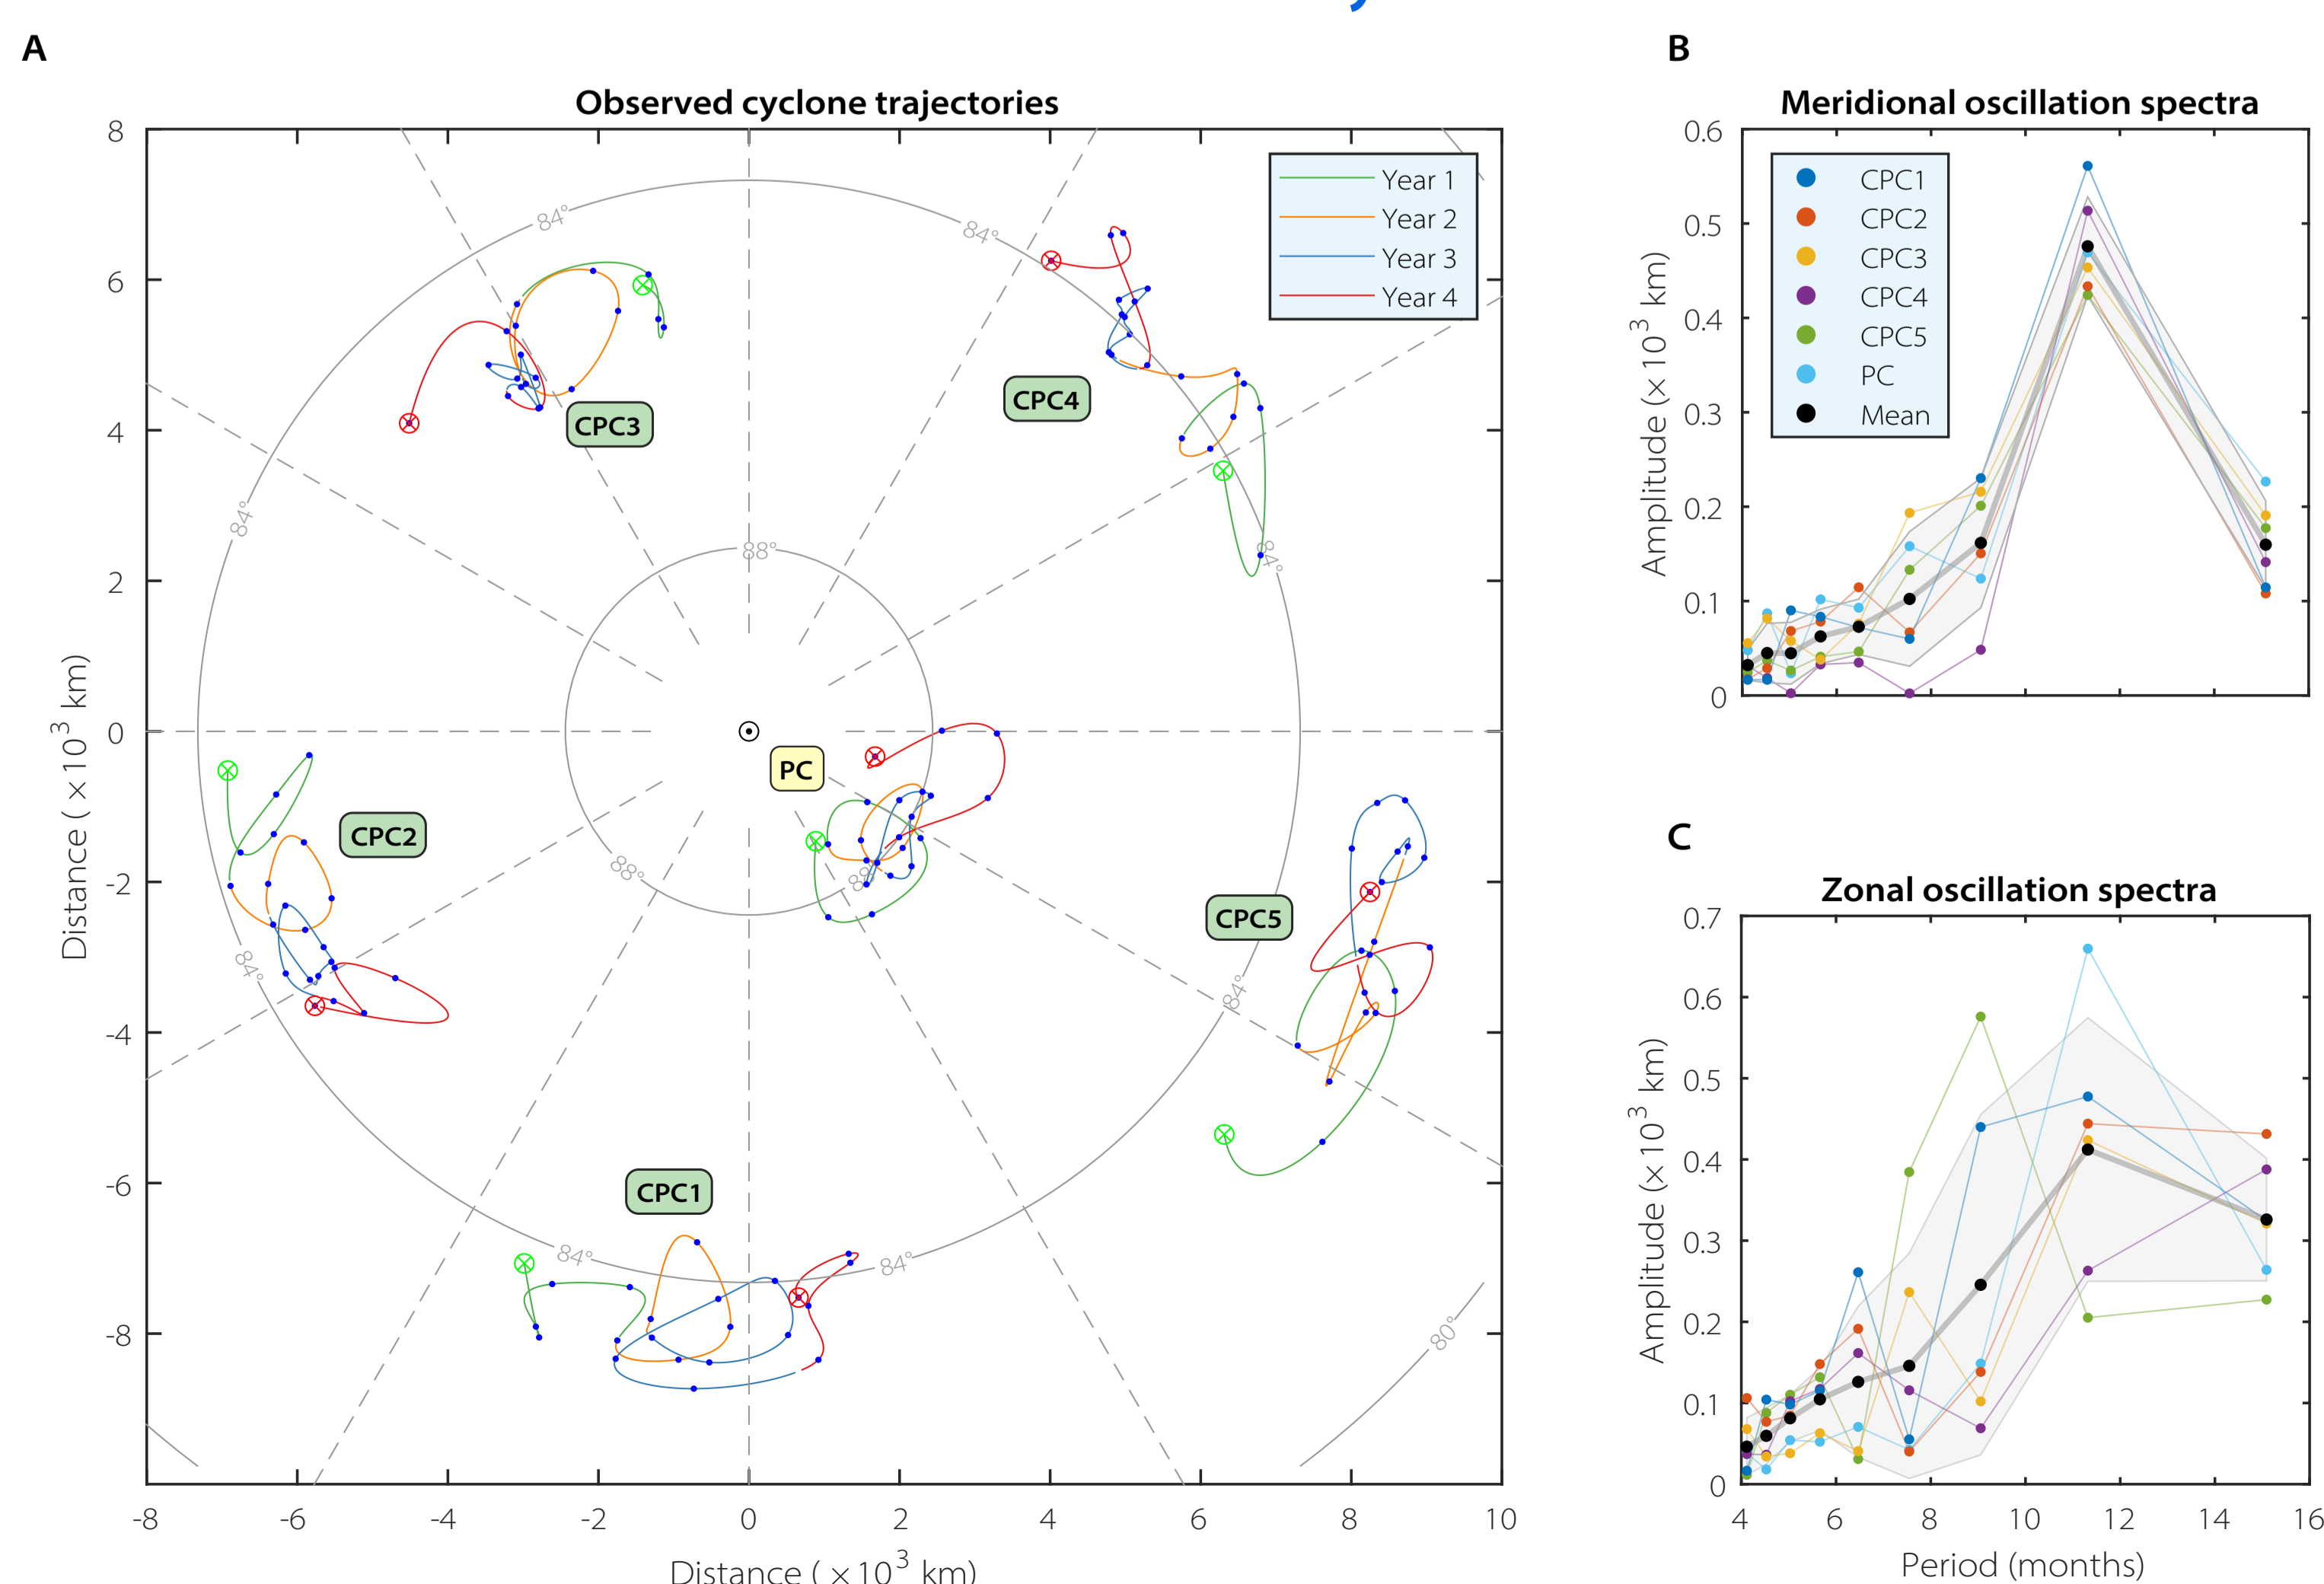 A
Observed cyclone trajectories
8
6
4
2
0
-2
-4
-6
-8
Distance ( × 10³ km)
-8
-6
-4
-2
0
2
4
6
8
10
Distance ( × 10³ km)
Year 1
Year 2
Year 3
Year 4
84°
84°
84°
84°
84°
84°
84°
84°
88°
88°
88°
80°
CPC3
CPC4
PC
CPC2
CPC5
CPC1
B
Meridional oscillation spectra
0.6
0.5
0.4
0.3
0.2
0.1
0
Amplitude (× 10³ km)
CPC1
CPC2
CPC3
CPC4
CPC5
PC
Mean
C
Zonal oscillation spectra
0.7
0.6
0.5
0.4
0.3
0.2
0.1
0
Amplitude (× 10³ km)
4
6
8
10
12
14
16
Period (months)